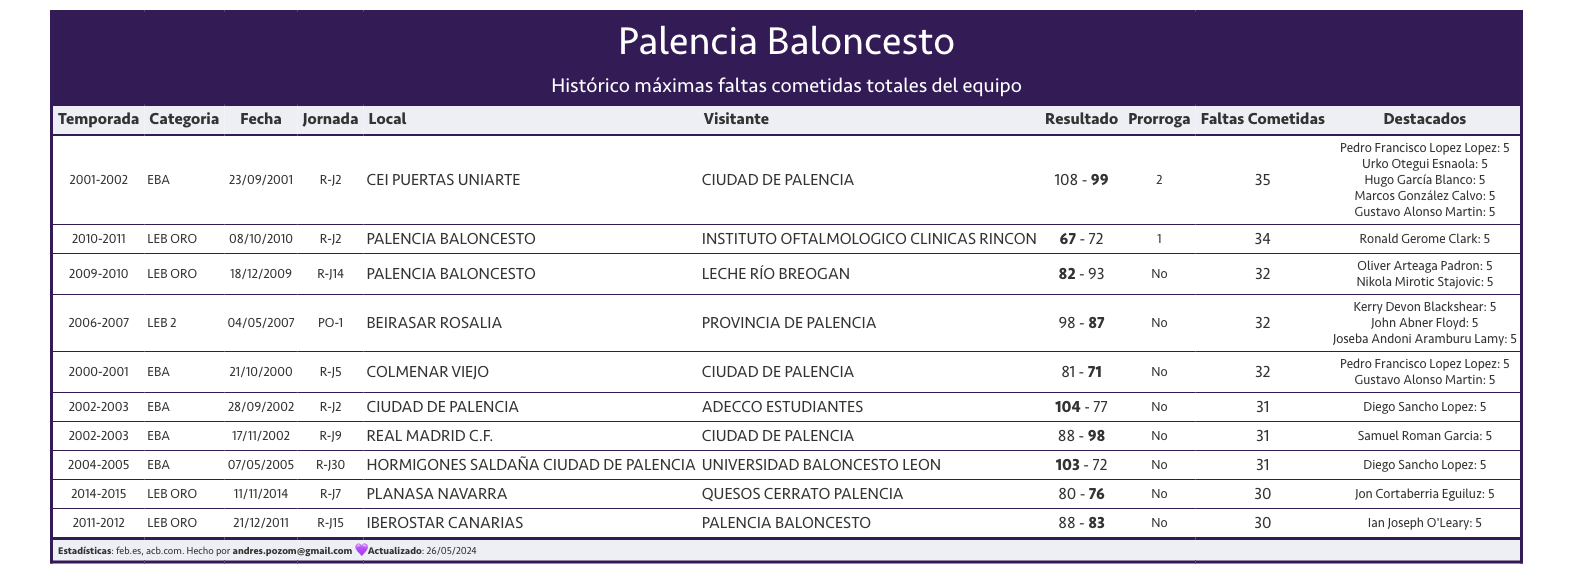 Palencia Baloncesto
Histórico máximas faltas cometidas totales del equipo
Temporada Categoria Fecha Jornada Local Visitante Resultado Prorroga Faltas Cometidas Destacados
Pedro Francisco Lopez Lopez: 5
Urko Otegui Esnaola: 5
2001-2002 EBA 23/09/2001 R-J2 CEI PUERTAS UNIARTE CIUDAD DE PALENCIA 108 - 99 2 35 Hugo García Blanco: 5
Marcos González Calvo: 5
Gustavo Alonso Martin: 5
2010-2011 LEB ORO 08/10/2010 R-J2 PALENCIA BALONCESTO INSTITUTO OFTALMOLOGICO CLINICAS RINCON 67 - 72 1 34 Ronald Gerome Clark: 5
2009-2010 LEB ORO 18/12/2009 R-J14 PALENCIA BALONCESTO LECHE RÍO BREOGAN 82 - 93 No 32 Oliver Arteaga Padron: 5
Nikola Mirotic Stajovic: 5
Kerry Devon Blackshear: 5
2006-2007 LEB 2 04/05/2007 PO-1 BEIRASAR ROSALIA PROVINCIA DE PALENCIA 98 - 87 No 32 John Abner Floyd: 5
Joseba Andoni Aramburu Lamy: 5
2000-2001 EBA 21/10/2000 R-J5 COLMENAR VIEJO CIUDAD DE PALENCIA 81 - 71 No 32 Pedro Francisco Lopez Lopez: 5
Gustavo Alonso Martin: 5
2002-2003 EBA 28/09/2002 R-J2 CIUDAD DE PALENCIA ADECCO ESTUDIANTES 104 - 77 No 31 Diego Sancho Lopez: 5
2002-2003 EBA 17/11/2002 R-J9 REAL MADRID C.F. CIUDAD DE PALENCIA 88 - 98 No 31 Samuel Roman Garcia: 5
2004-2005 EBA 07/05/2005 R-J30 HORMIGONES SALDAÑA CIUDAD DE PALENCIA UNIVERSIDAD BALONCESTO LEON 103 - 72 No 31 Diego Sancho Lopez: 5
2014-2015 LEB ORO 11/11/2014 R-J7 PLANASA NAVARRA QUESOS CERRATO PALENCIA 80 - 76 No 30 Jon Cortaberria Eguiluz: 5
2011-2012 LEB ORO 21/12/2011 R-J15 IBEROSTAR CANARIAS PALENCIA BALONCESTO 88 - 83 No 30 Ian Joseph O'Leary: 5
Estadísticas: feb.es, acb.com. Hecho por andres.pozom@gmail.com 💜Actualizado: 26/05/2024